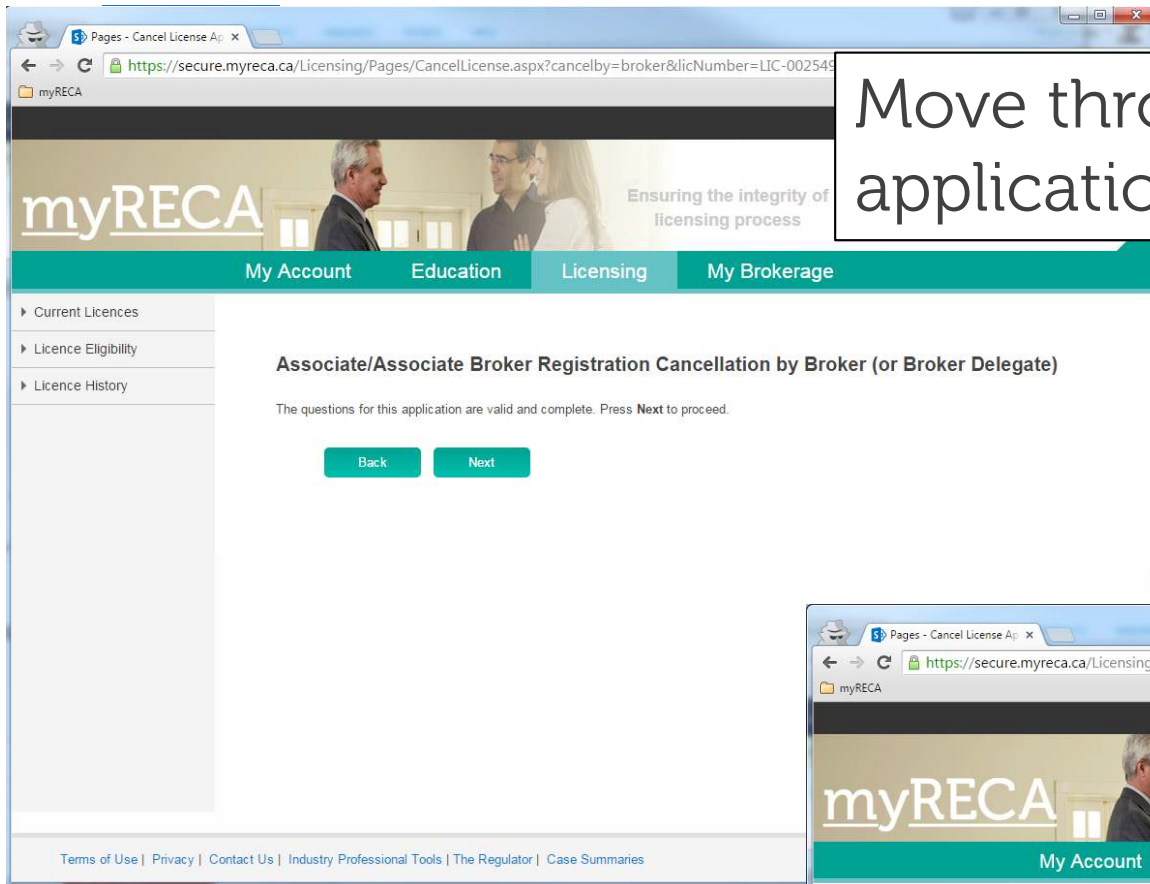 Pages - Cancel License Ap
https://secure.myreca.ca/Licensing/Pages/CancelLicense.aspx?cancelby=broker&licNumber=LIC-002549
myRECA
Move thro
applicatio
myRECA
Ensuring the integrity of
licensing process
My Account Education Licensing My Brokerage
Current Licences
Licence Eligibility
Licence History
Associate/Associate Broker Registration Cancellation by Broker (or Broker Delegate)
The questions for this application are valid and complete. Press Next to proceed.
Back Next
Pages - Cancel License Ap
https://secure.myreca.ca/Licensing
myRECA
myRECA
My Account
Terms of Use | Privacy | Contact Us | Industry Professional Tools | The Regulator | Case Summaries